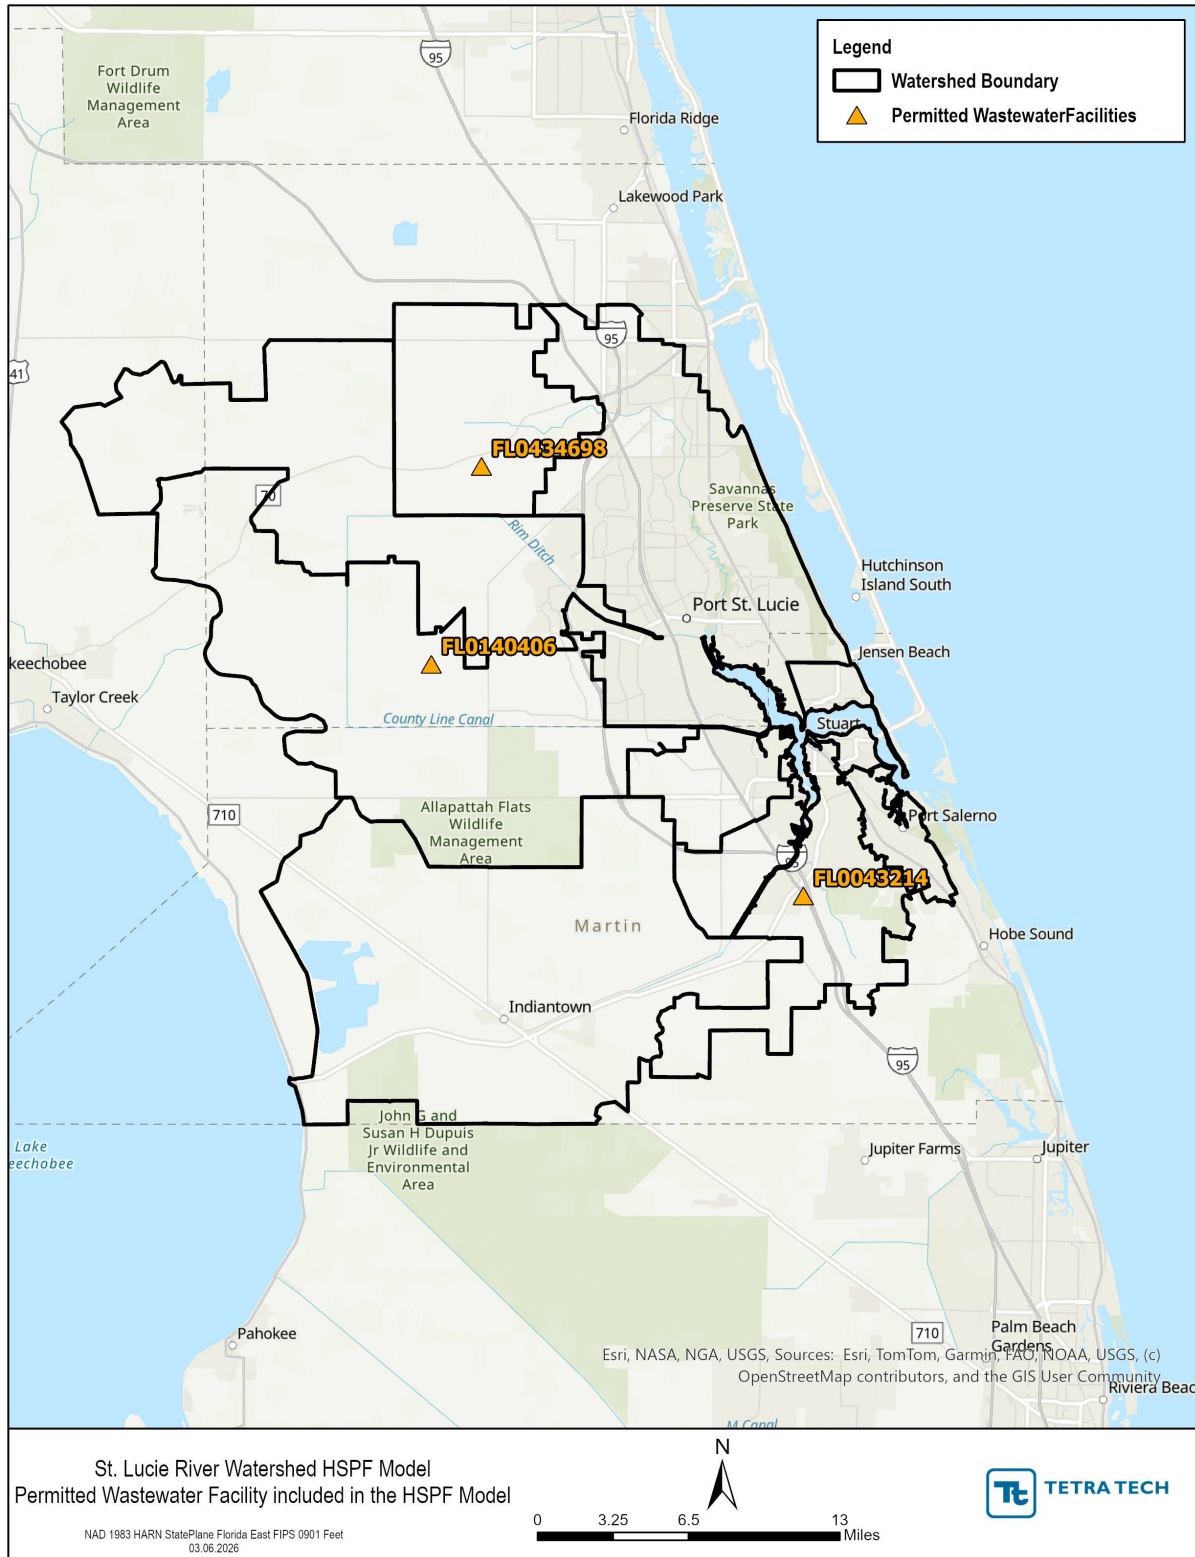 Legend
Watershed Boundary
Permitted WastewaterFacilities
95
Fort Drum
Wildlife
Management
Area
Florida Ridge
Lakewood Park
95
41
FL0434698
70
Savannas
Preserve State
Park
Rim Ditch
Hutchinson
Island South
Port St. Lucie
FL0140406
Jensen Beach
keechobee
Taylor Creek
County Line Canal
Stuart
710
Allapattah Flats
Wildlife
Management
Area
Port Salerno
95
FL0043214
Martin
Hobe Sound
Indiantown
95
John G and
Susan H Dupuis
Jr Wildlife and
Environmental
Area
Lake
eechobee
Jupiter Farms
Jupiter
Pahokee
710
Palm Beach
Gardens
Esri, NASA, NGA, USGS, Sources: Esri, TomTom, Garmin, FAO, NOAA, USGS, (c)
OpenStreetMap contributors, and the GIS User Community
Riviera Beac
M Canal
St. Lucie River Watershed HSPF Model
Permitted Wastewater Facility included in the HSPF Model
NAD 1983 HARN StatePlane Florida East FIPS 0901 Feet
03.06.2026
N
0 3.25 6.5 13
Miles
Tt TETRA TECH